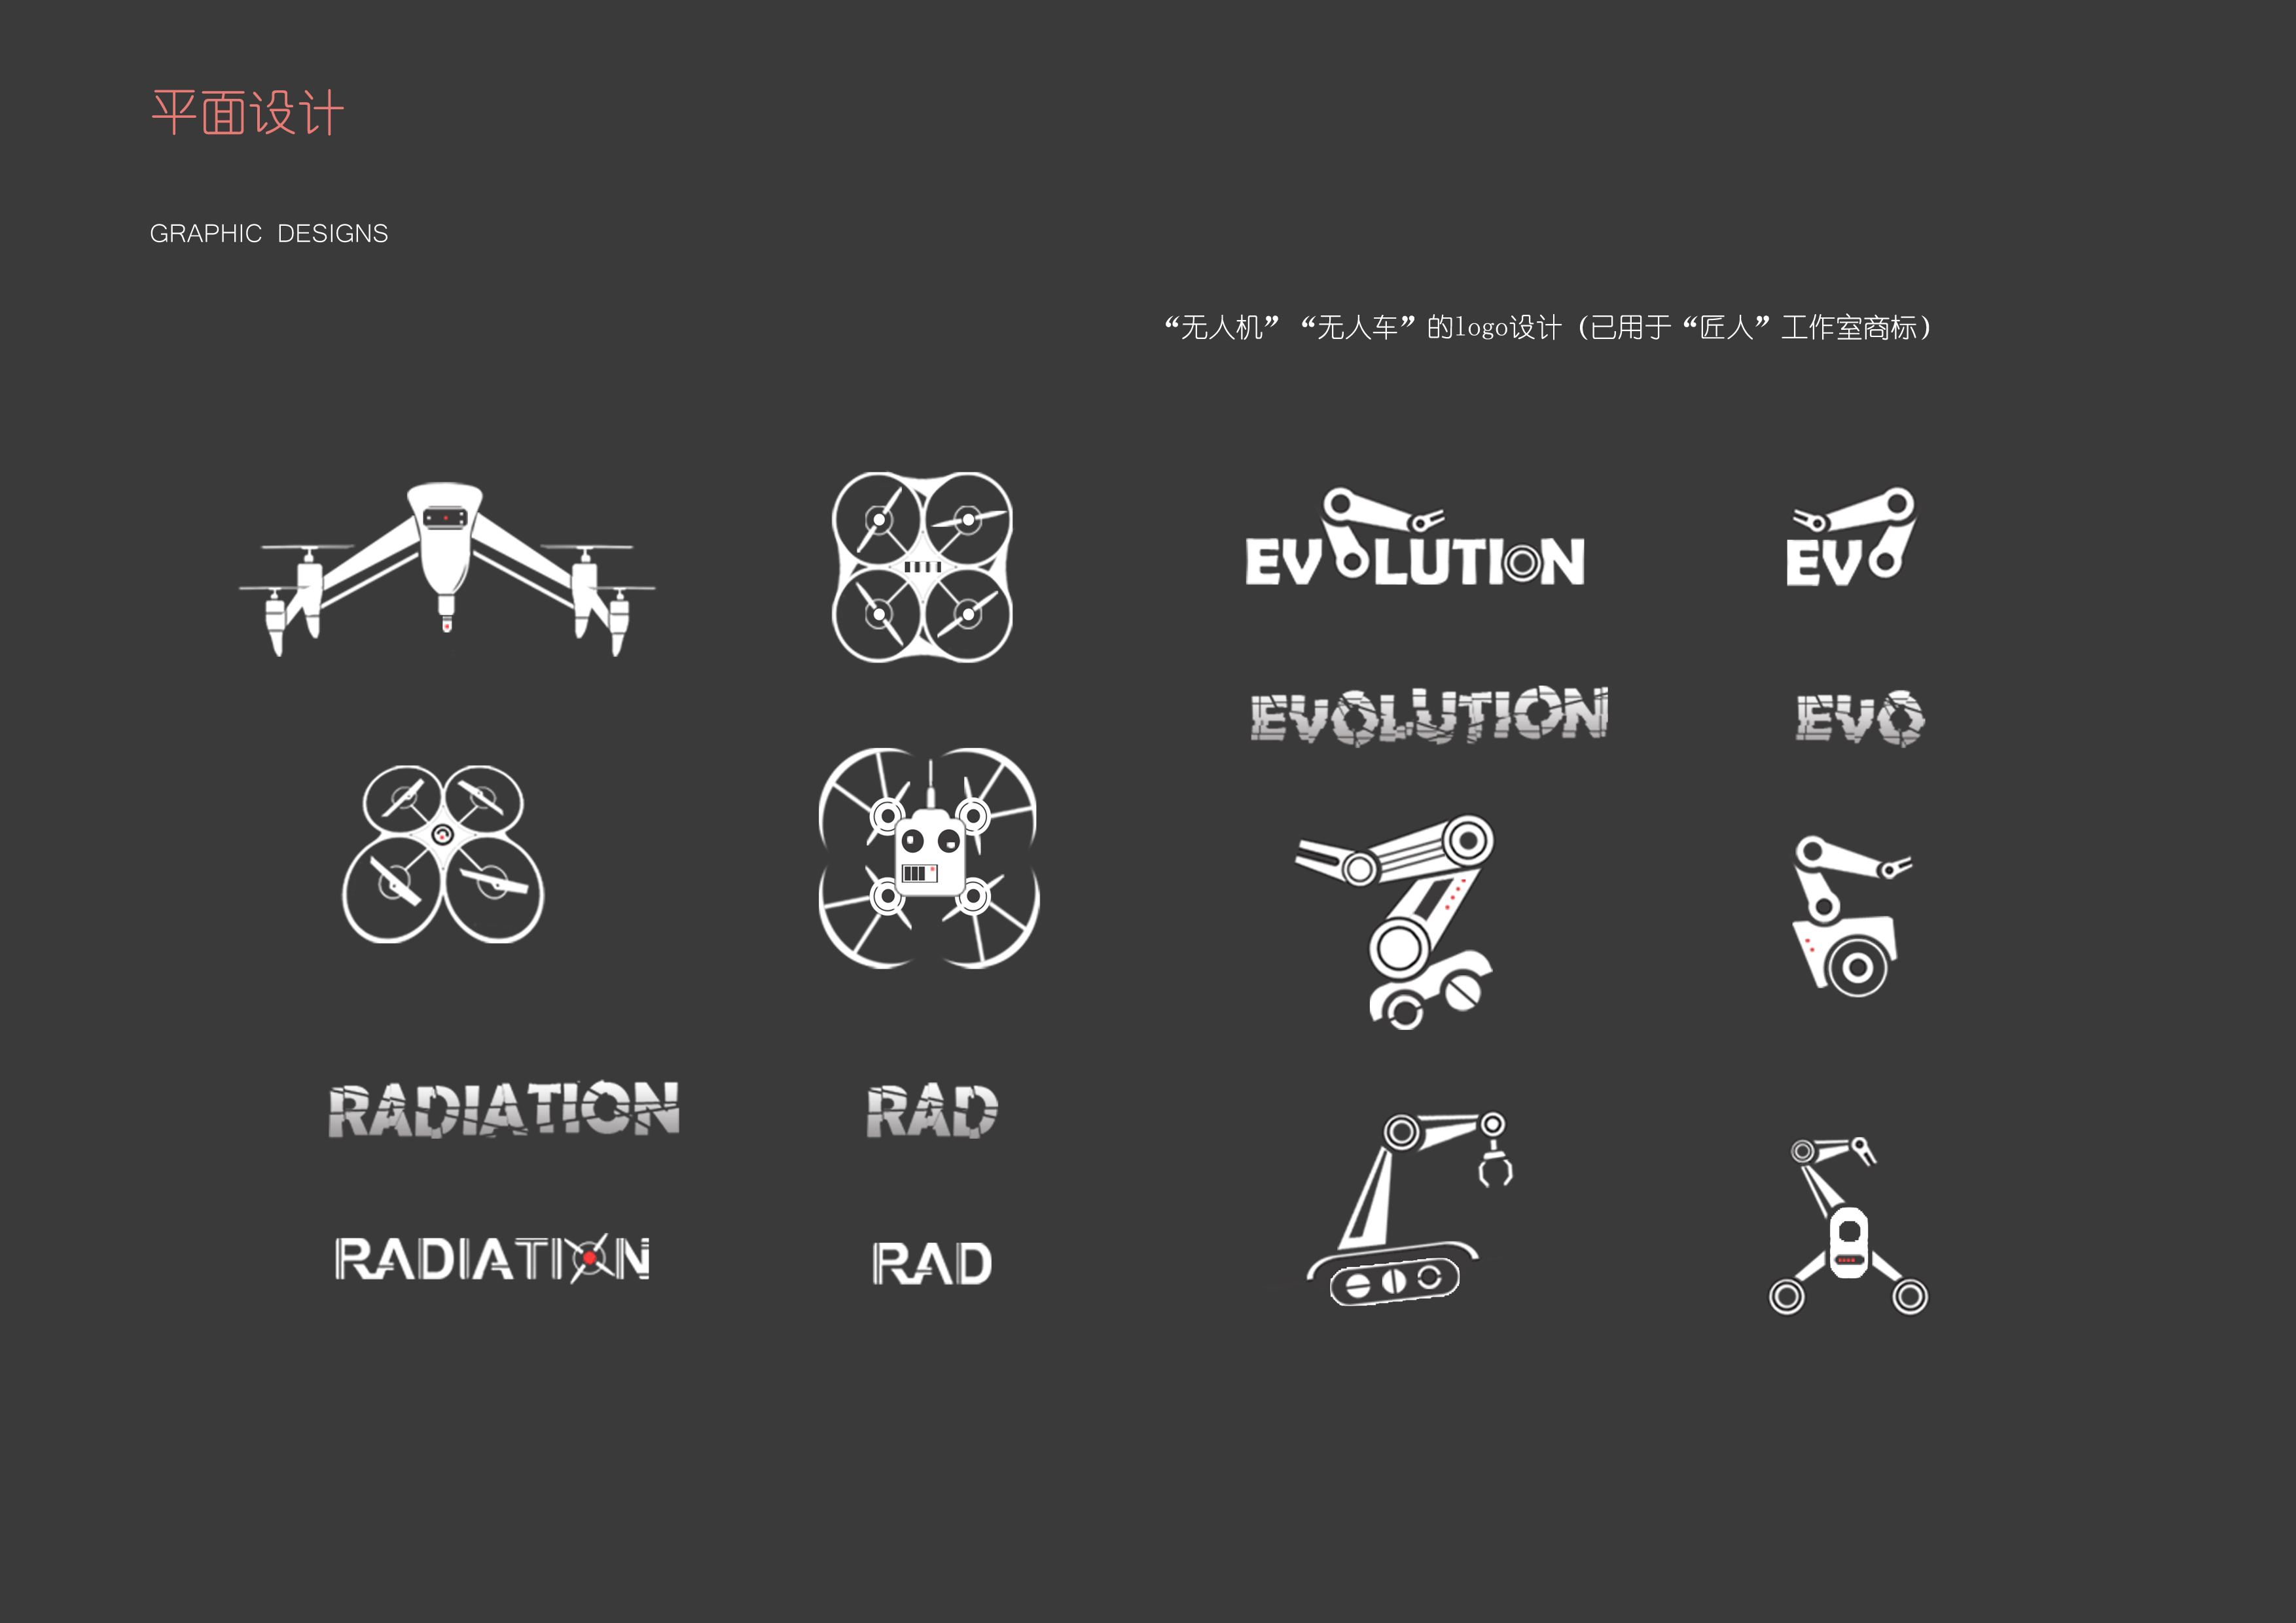 平面设计
GRAPHIC DESIGNS
“无人机”“无人车”的logo设计（已用于“匠人”工作室商标）
EVOLUTION
EVO
EVOLUTION
EVO
RADIATION
RAD
RADIATION
RAD